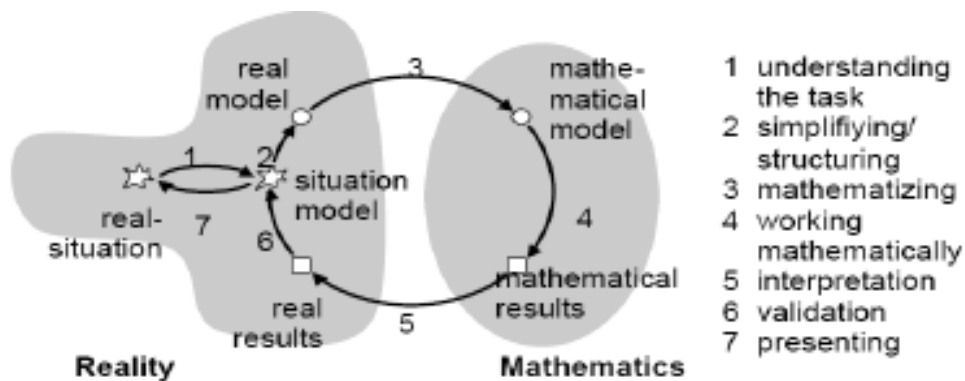 real
model
3
mathe-
matical
model
1
2
situation
model
real-
situation
7
6
4
real
results
5
mathematical
results
Reality
Mathematics
1 understanding
the task
2 simplifiying/
structuring
3 mathematizing
4 working
mathematically
5 interpretation
6 validation
7 presenting